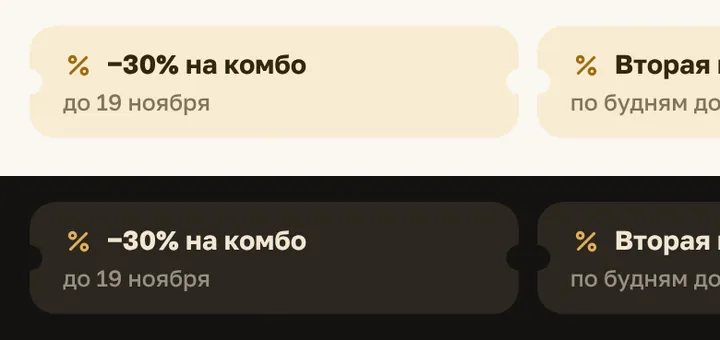 % −30% на комбо
до 19 ноября
% Вторая
по будням до
% −30% на комбо
до 19 ноября
% Вторая
по будням до